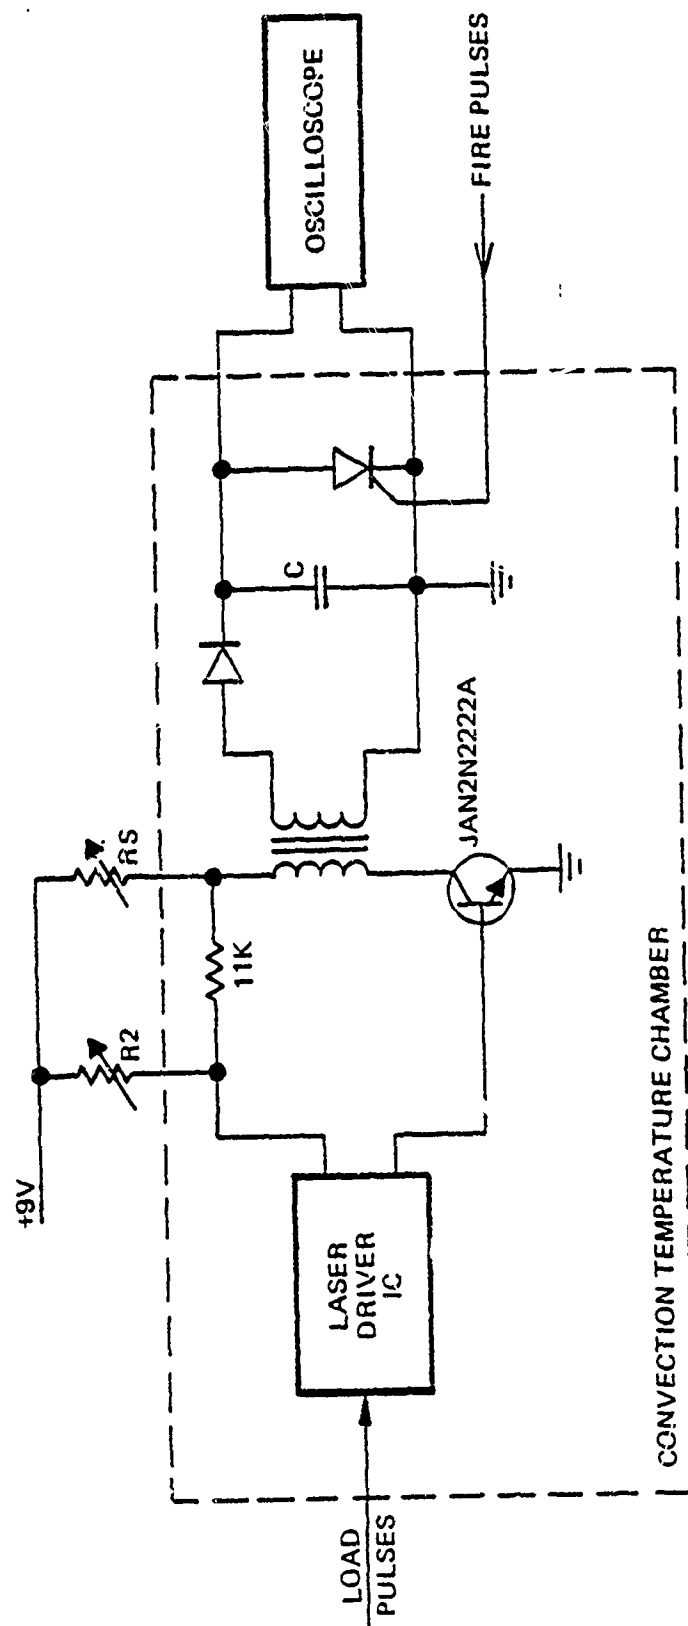 +9V
R2
RS
11K
C
OSCILLOSCOPE
LASER
DRIVER
IC
LOAD
PULSES
JAN2N2222A
FIRE PULSES
CONVECTION TEMPERATURE CHAMBER